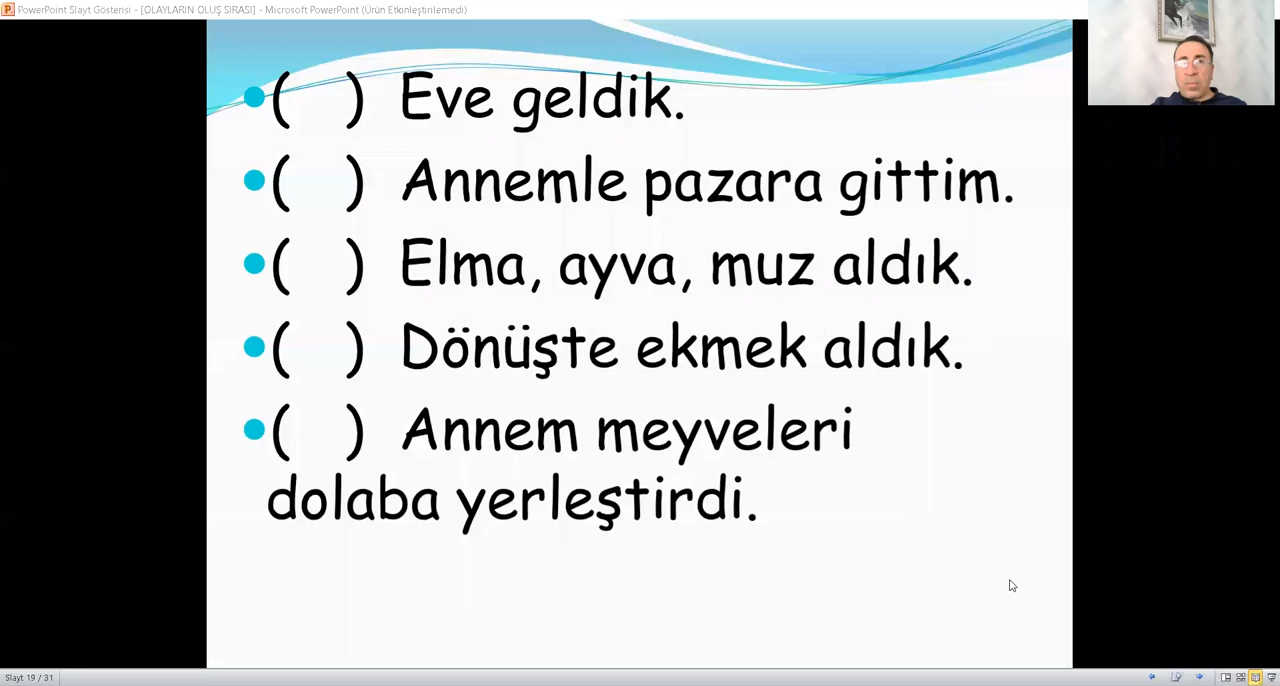 PowerPoint Slayt Gösterisi - [OLAYLARIN OLUŞ SIRASI] - Microsoft PowerPoint (Ürün Etkinleştirilemedi)
•( ) Eve geldik.
•( ) Annemle pazara gittim.
•( ) Elma, ayva, muz aldık.
•( ) Dönüşte ekmek aldık.
•( ) Annem meyveleri
dolaba yerleştirdi.
Slayt 19 / 31